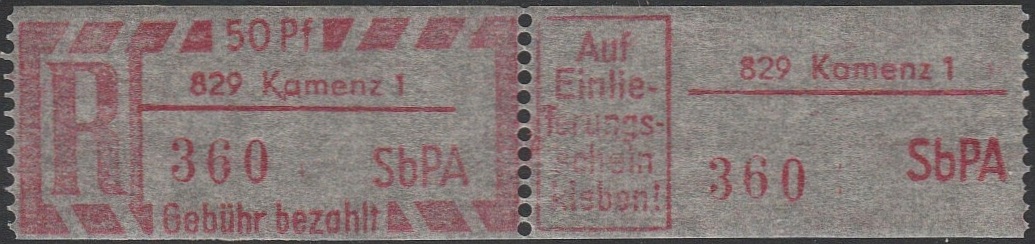 50 Pf
R
829 Kamenz 1
360
SbPA
Gebühr bezahlt
Auf
Einlie-
ferungs-
schein
kleben!
829 Kamenz 1
360
SbPA